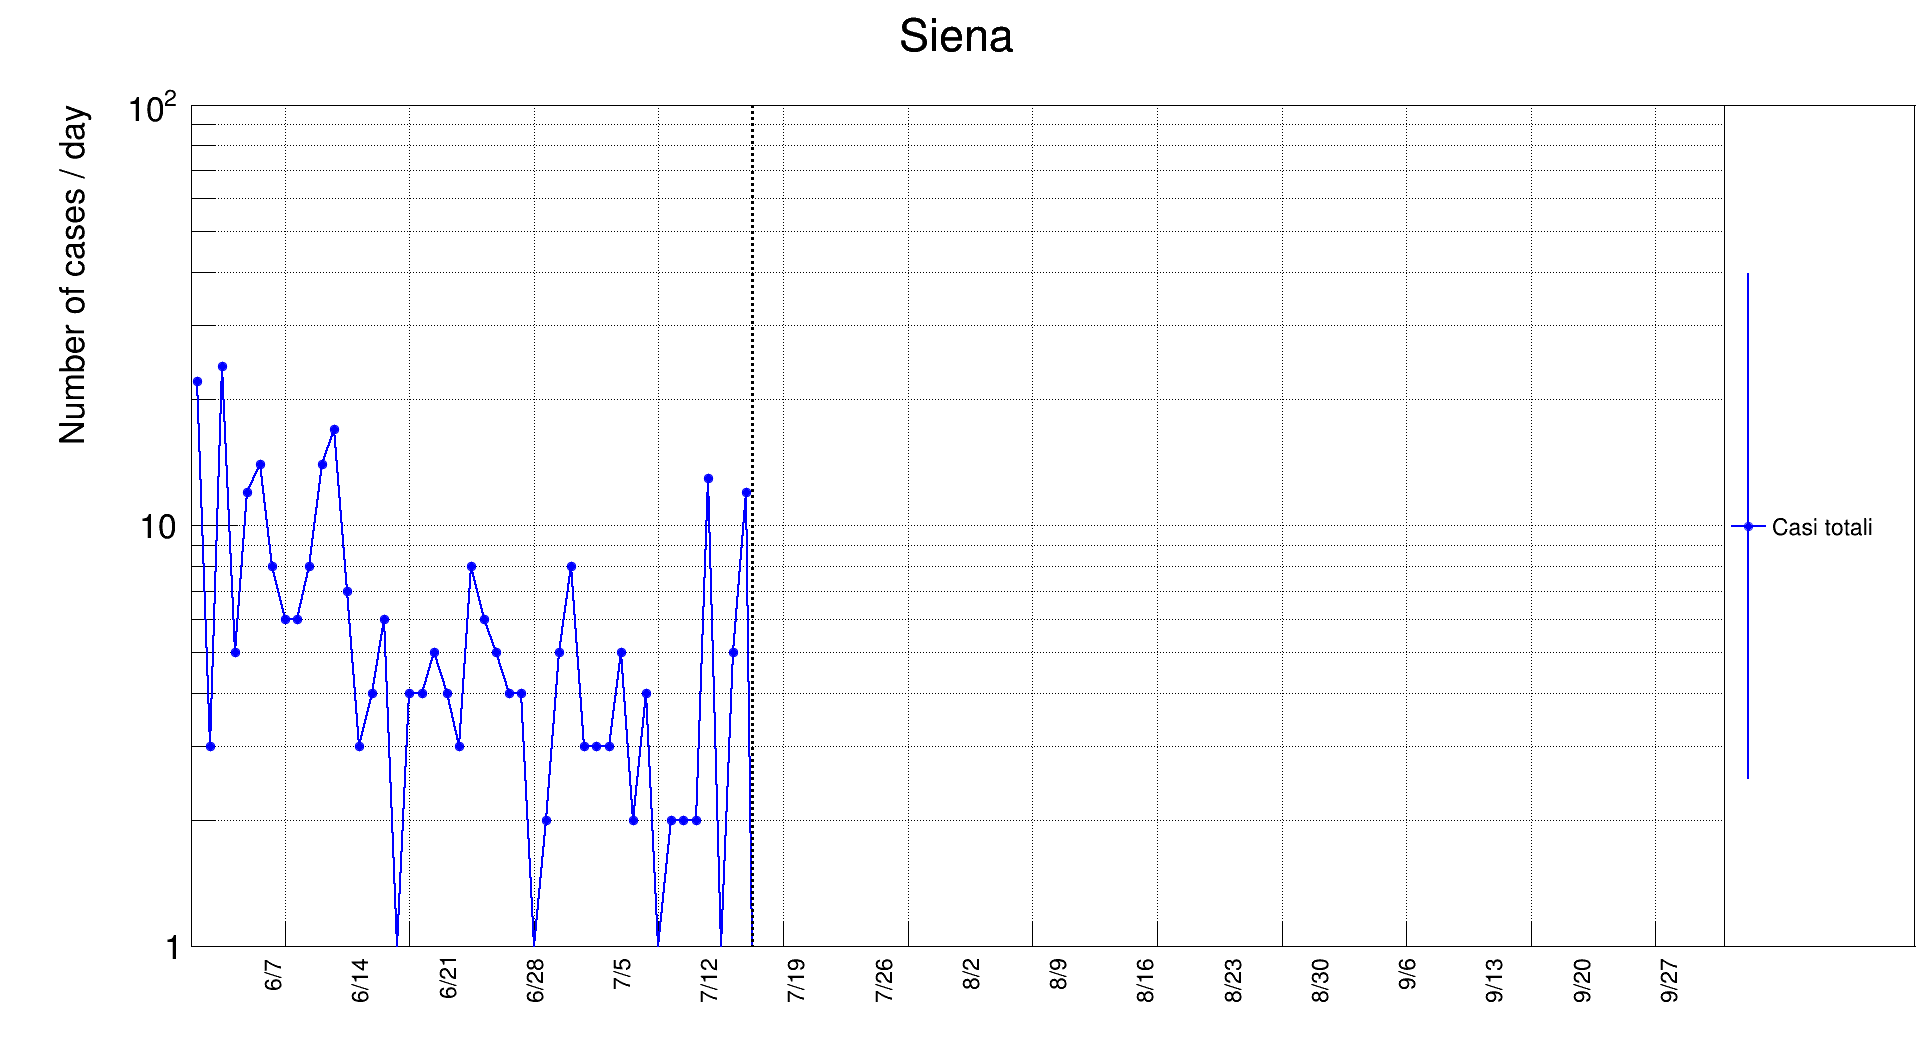 Siena
Number of cases / day
10²
10
1
6/7 6/14 6/21 6/28 7/5 7/12 7/19 7/26 8/2 8/9 8/16 8/23 8/30 9/6 9/13 9/20 9/27
Casi totali